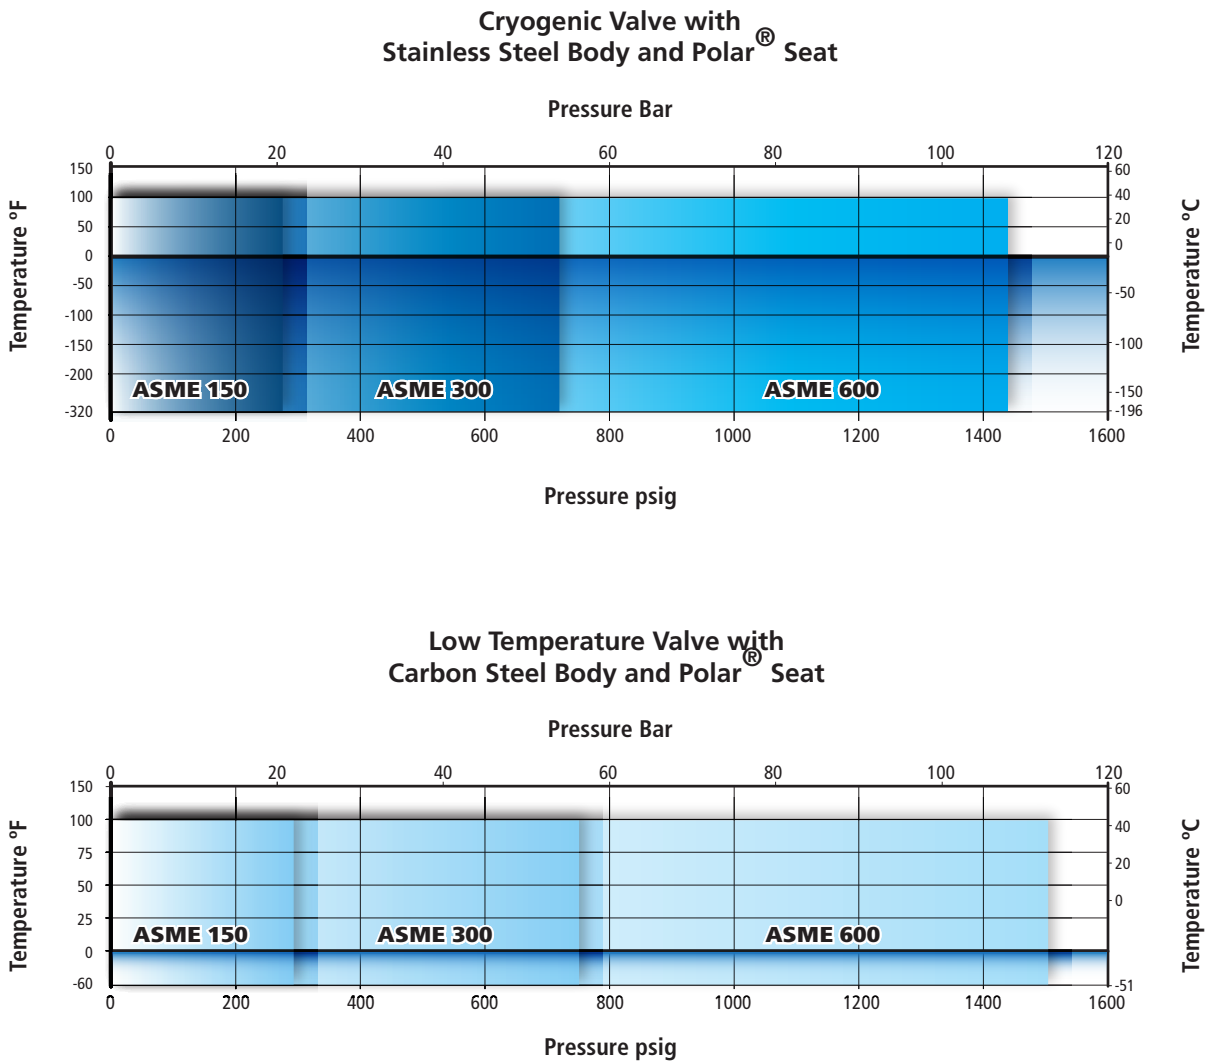 Cryogenic Valve with
Stainless Steel Body and Polar® Seat
Pressure Bar
0 20 40 60 80 100 120
150
100
50
0
-50
-100
-150
-200
-320
Temperature ºF
60
40
20
0
-50
-100
-150
-196
Temperature ºC
ASME 150 ASME 300 ASME 600
0 200 400 600 800 1000 1200 1400 1600
Pressure psig
Low Temperature Valve with
Carbon Steel Body and Polar® Seat
Pressure Bar
0 20 40 60 80 100 120
150
100
75
50
25
0
-60
Temperature ºF
60
40
20
0
-51
Temperature ºC
ASME 150 ASME 300 ASME 600
0 200 400 600 800 1000 1200 1400 1600
Pressure psig